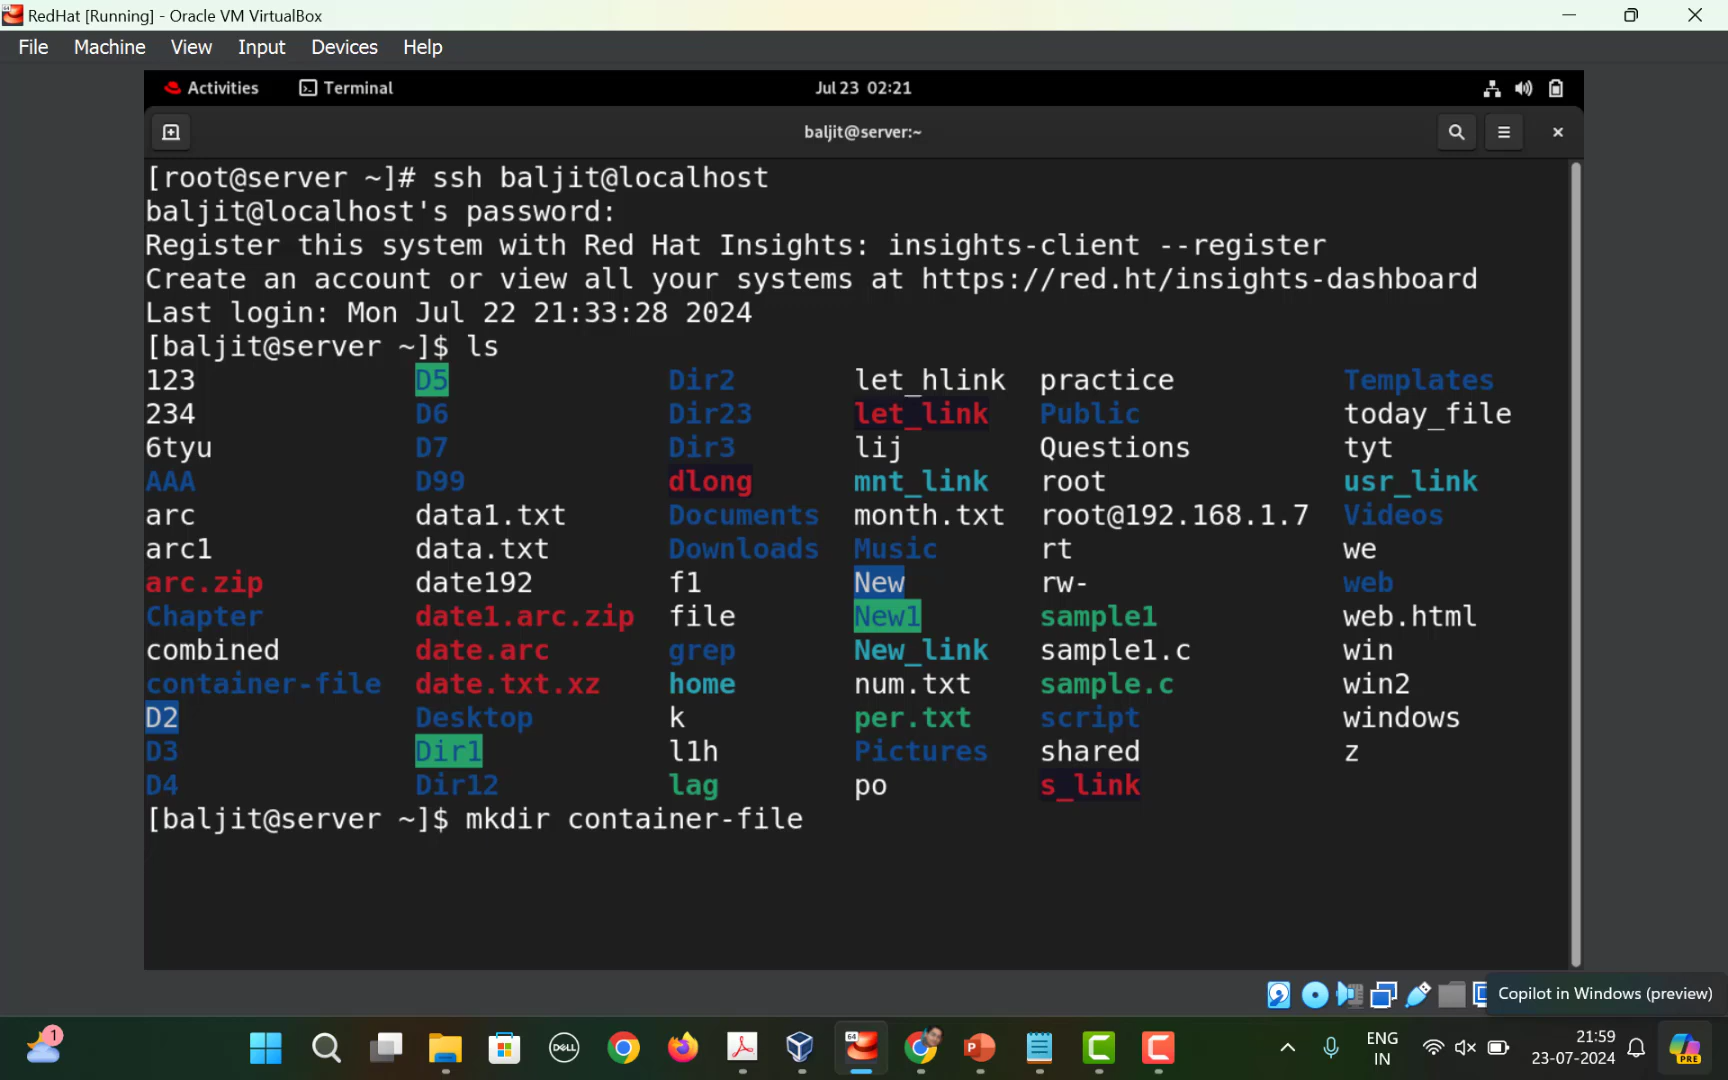 RedHat [Running] - Oracle VM VirtualBox
File Machine View Input Devices Help
Activities Terminal Jul 23 02:21
baljit@server:~
[root@server ~]# ssh baljit@localhost
baljit@localhost's password:
Register this system with Red Hat Insights: insights-client --register
Create an account or view all your systems at https://red.ht/insights-dashboard
Last login: Mon Jul 22 21:33:28 2024
[baljit@server ~]$ ls
123 D5 Dir2 let_hlink practice Templates
234 D6 Dir23 let_link Public today_file
6tyu D7 Dir3 lij Questions tyt
AAA D99 dlong mnt_link root usr_link
arc data1.txt Documents month.txt root@192.168.1.7 Videos
arc1 data.txt Downloads Music rt we
arc.zip date192 f1 New rw- web
Chapter date1.arc.zip file New1 sample1 web.html
combined date.arc grep New_link sample1.c win
container-file date.txt.xz home num.txt sample.c win2
D2 Desktop k per.txt script windows
D3 Dir1 l1h Pictures shared z
D4 Dir12 lag po s_link
[baljit@server ~]$ mkdir container-file
Copilot in Windows (preview)
1 DELL 64 ENG 21:59
IN 23-07-2024 PRE